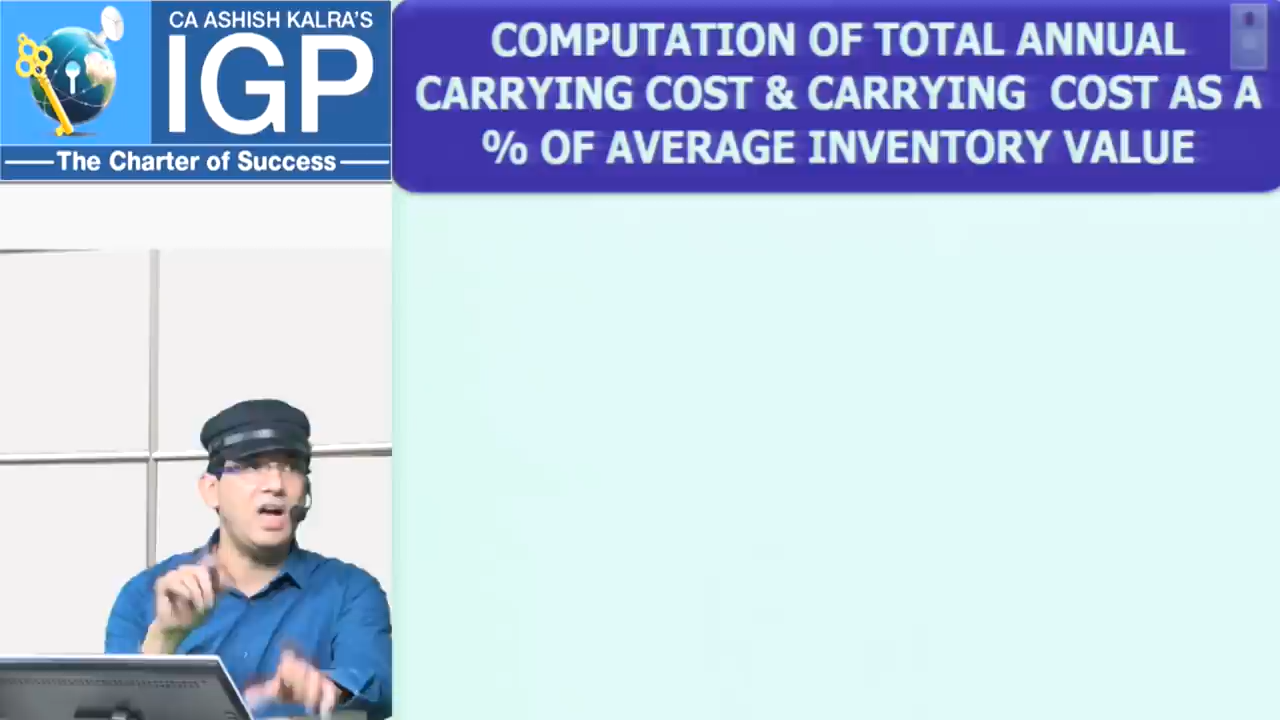 CA ASHISH KALRA'S
IGP
The Charter of Success
COMPUTATION OF TOTAL ANNUAL
CARRYING COST & CARRYING COST AS A
% OF AVERAGE INVENTORY VALUE